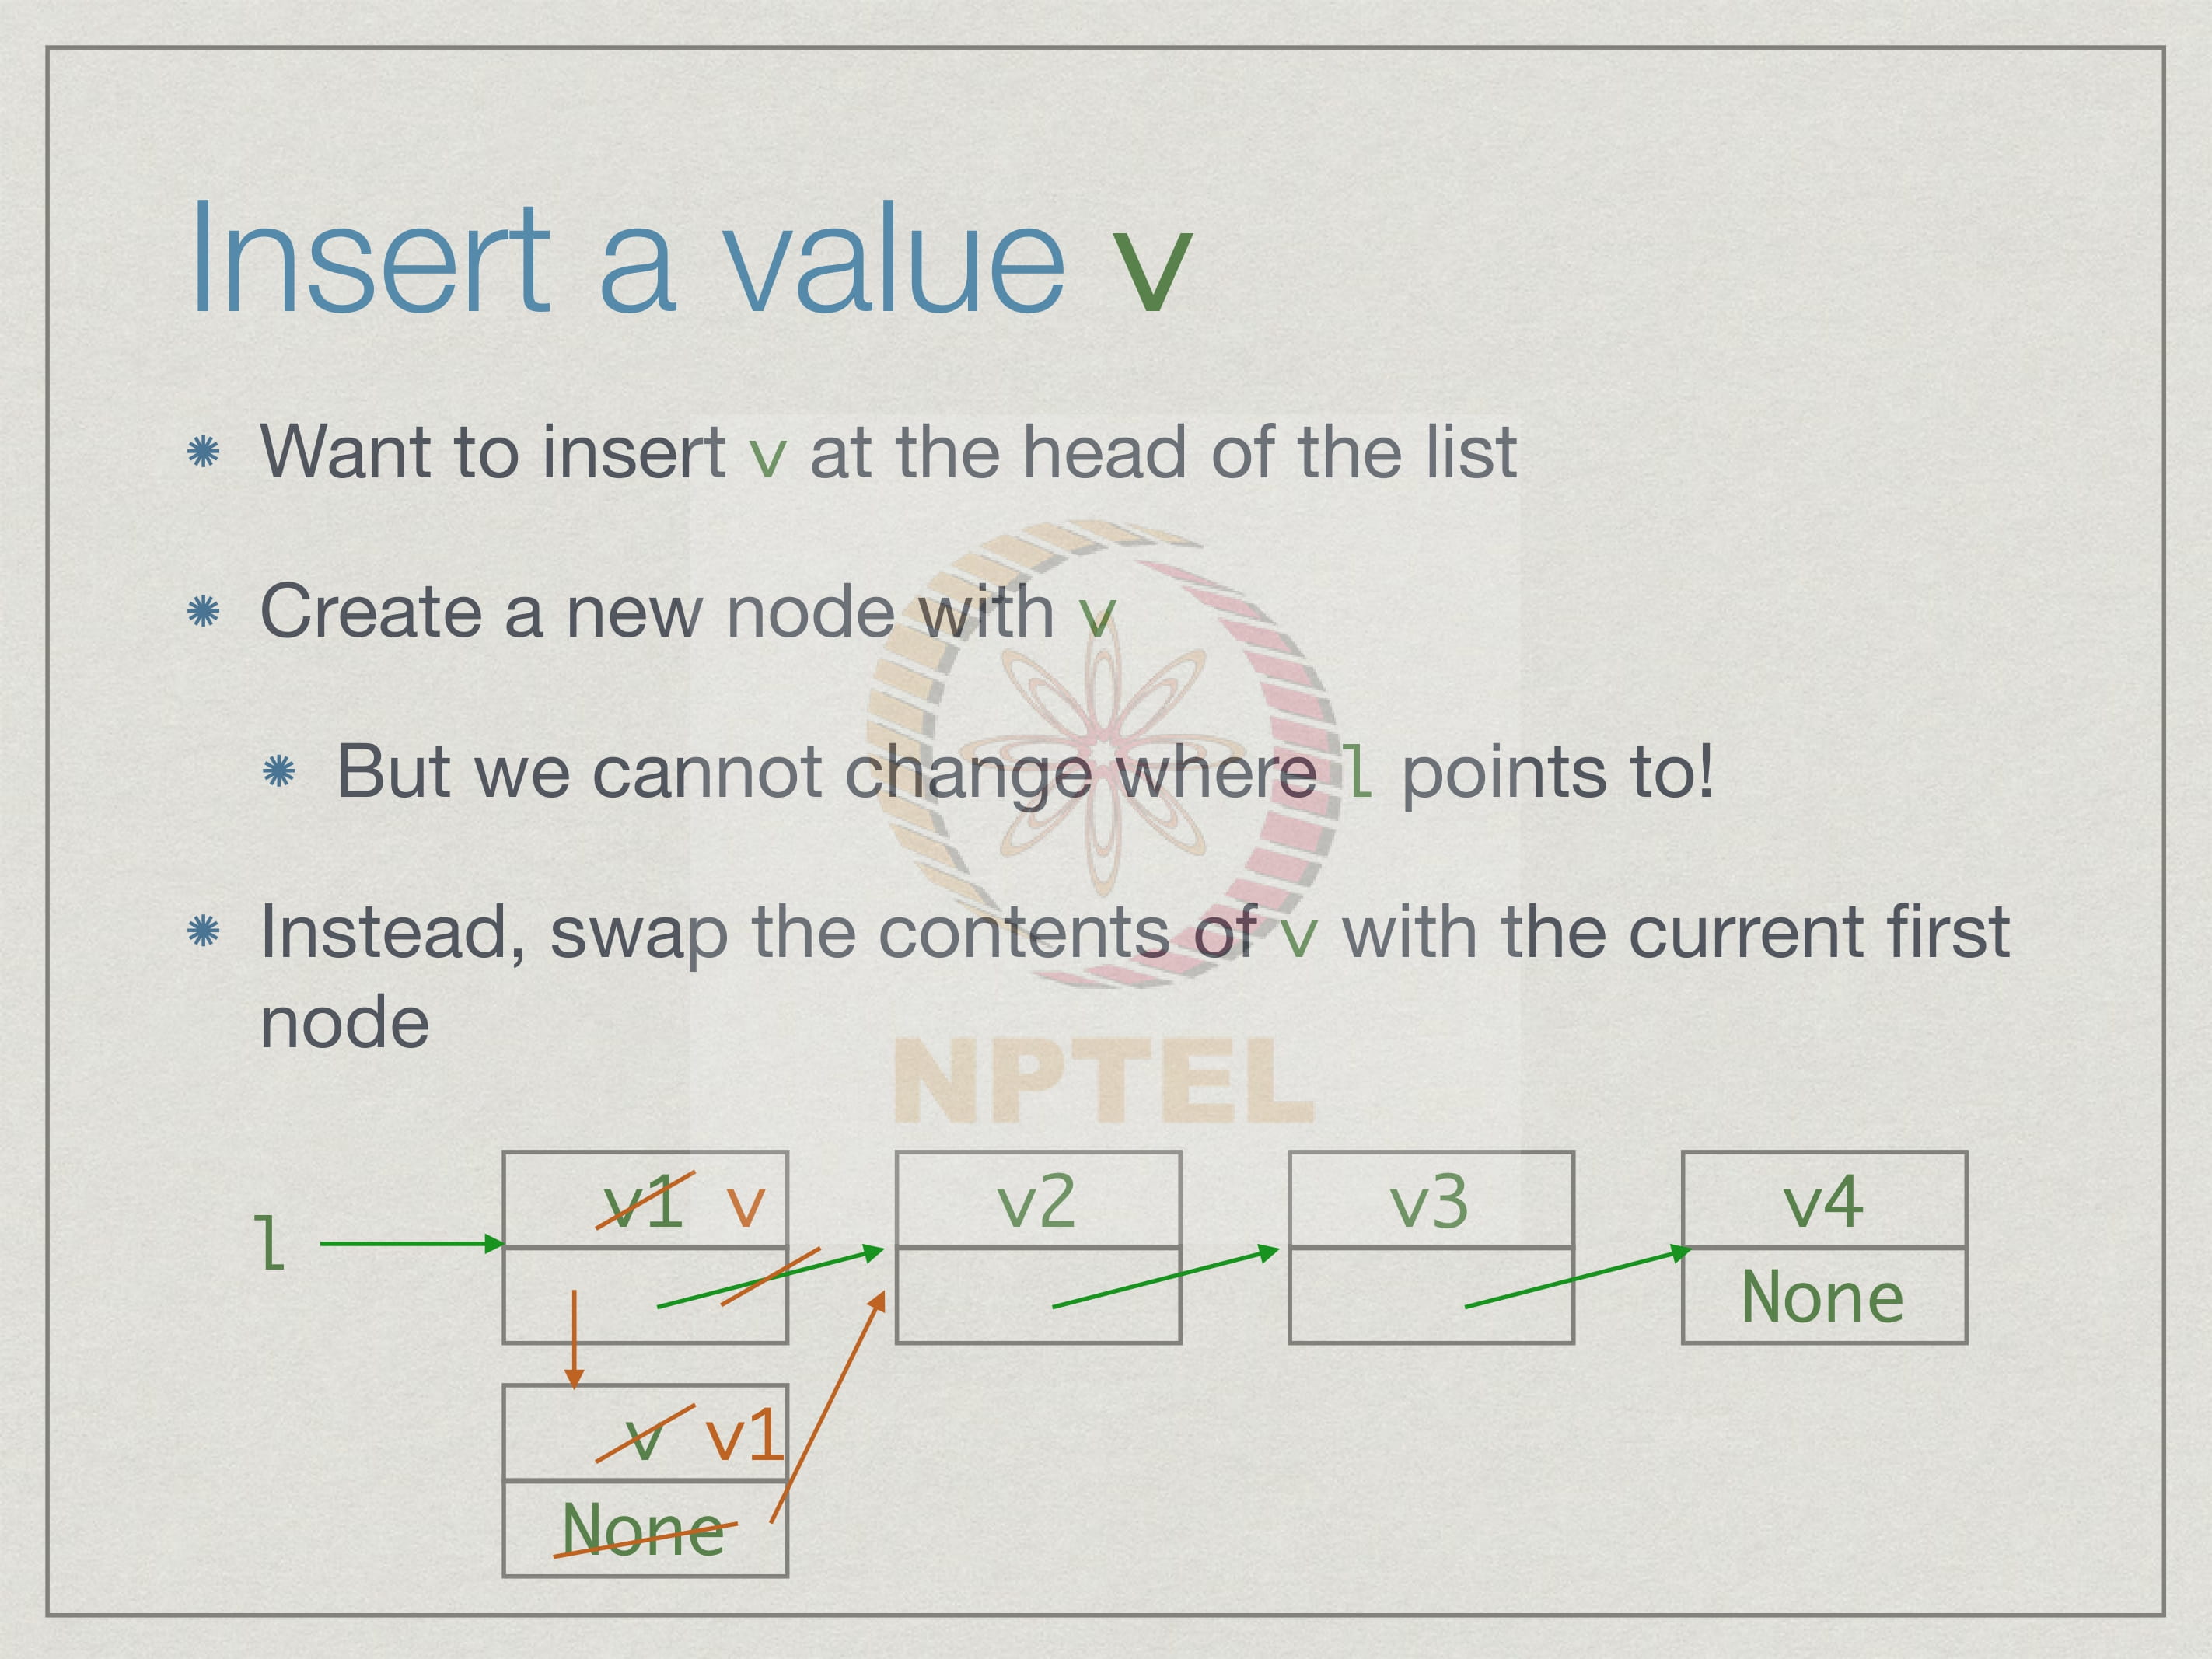 Insert a value v
Want to insert v at the head of the list
Create a new node with v
But we cannot change where l points to!
Instead, swap the contents of v with the current first
node
NPTEL
v1 v
v2
v3
v4
l
None
v v1
None